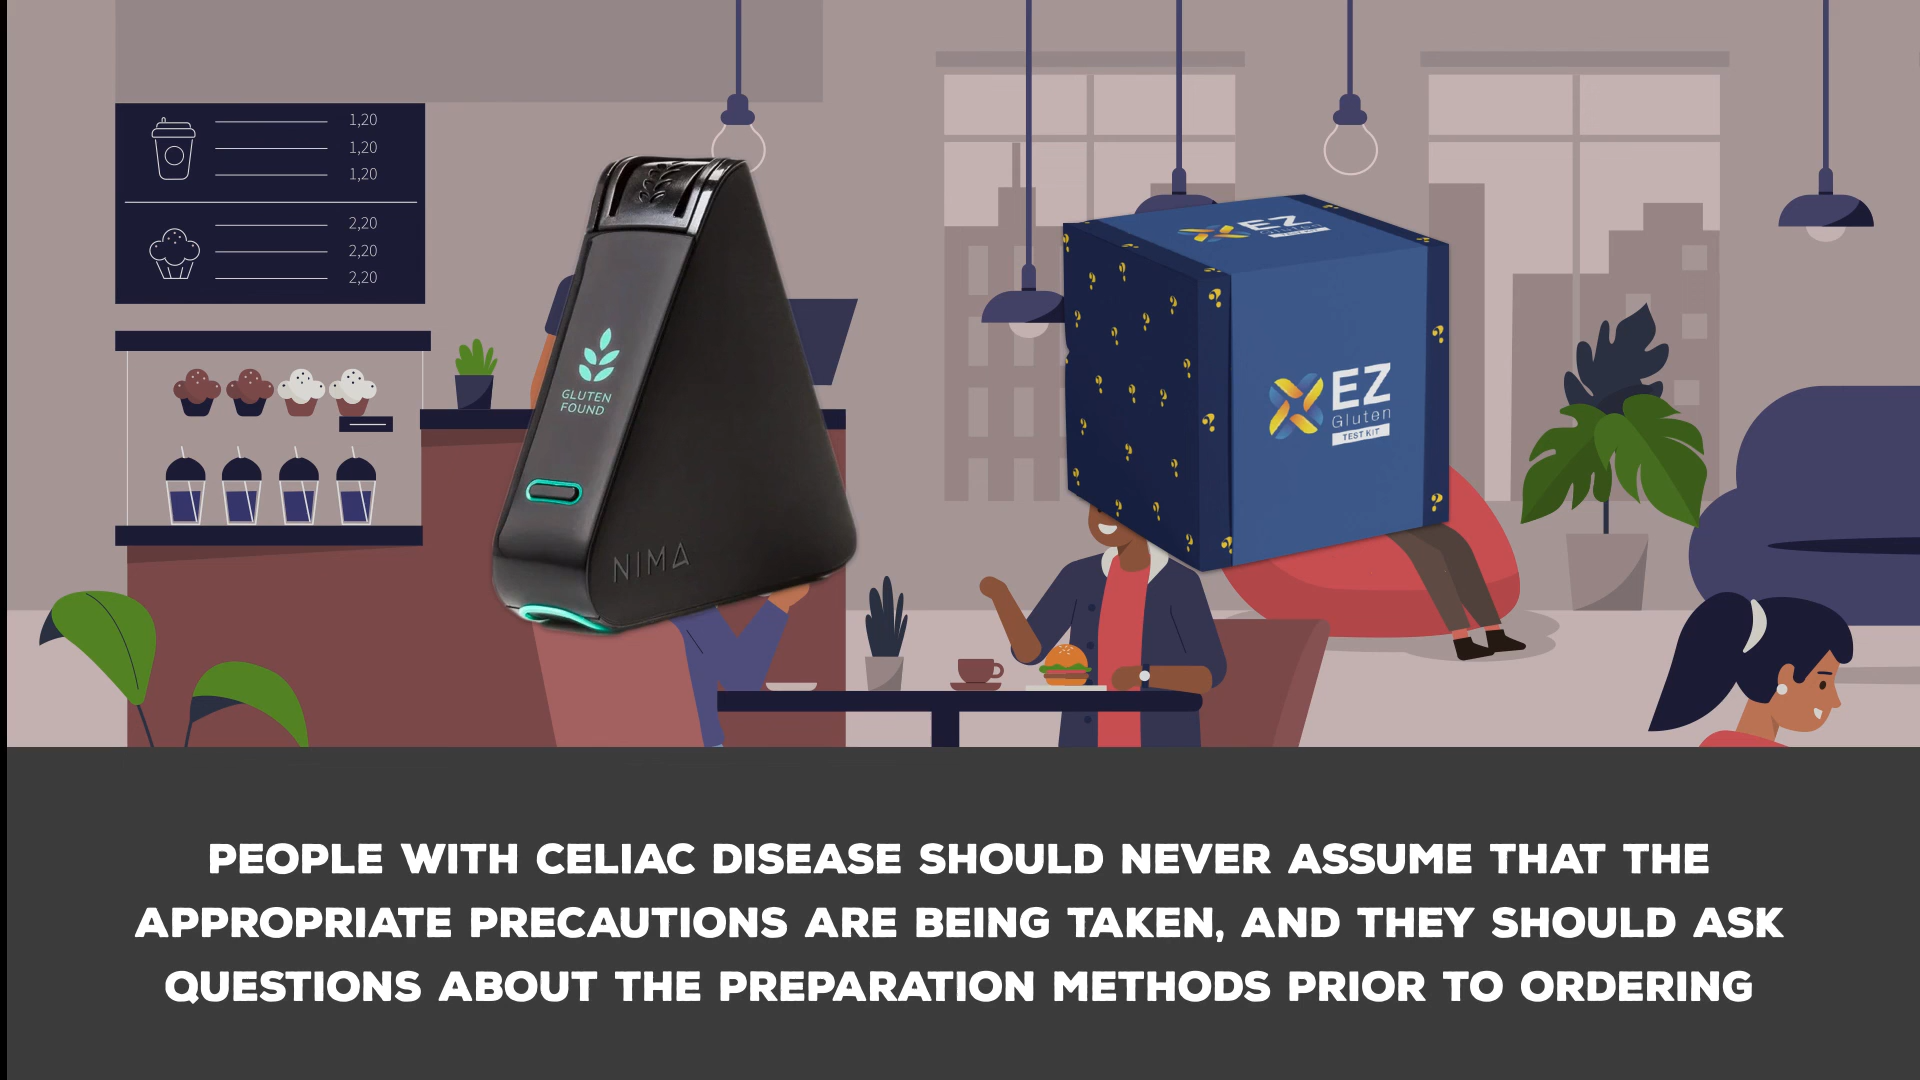 1,20
1,20
1,20
2,20
2,20
2,20
EZ
Gluten
GLUTEN
FOUND
EZ
Gluten
TEST KIT
NIMA
PEOPLE WITH CELIAC DISEASE SHOULD NEVER ASSUME THAT THE
APPROPRIATE PRECAUTIONS ARE BEING TAKEN, AND THEY SHOULD ASK
QUESTIONS ABOUT THE PREPARATION METHODS PRIOR TO ORDERING